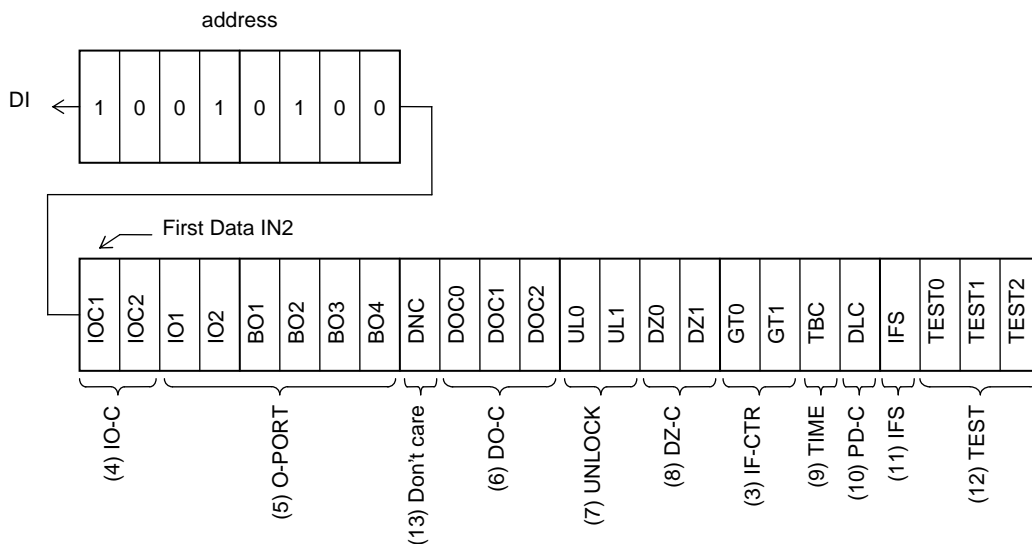 address
DI
1 0 0 1 0 1 0 0
First Data IN2
IOC1 IOC2 IO1 IO2 BO1 BO2 BO3 BO4 DNC DOC0 DOC1 DOC2 UL0 UL1 DZ0 DZ1 GT0 GT1 TBC DLC IFS TEST0 TEST1 TEST2
(4) IO-C
(5) O-PORT
(13) Don't care
(6) DO-C
(7) UNLOCK
(8) DZ-C
(3) IF-CTR
(9) TIME
(10) PD-C
(11) IFS
(12) TEST